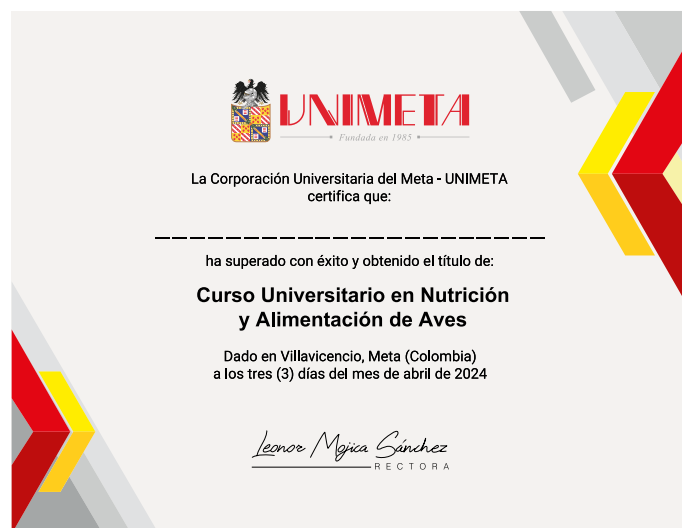 UNIMETA
Fundada en 1985
La Corporación Universitaria del Meta - UNIMETA
certifica que:
ha superado con éxito y obtenido el título de:
Curso Universitario en Nutrición
y Alimentación de Aves
Dado en Villavicencio, Meta (Colombia)
a los tres (3) días del mes de abril de 2024
Leonor Mojica Sánchez
RECTORA